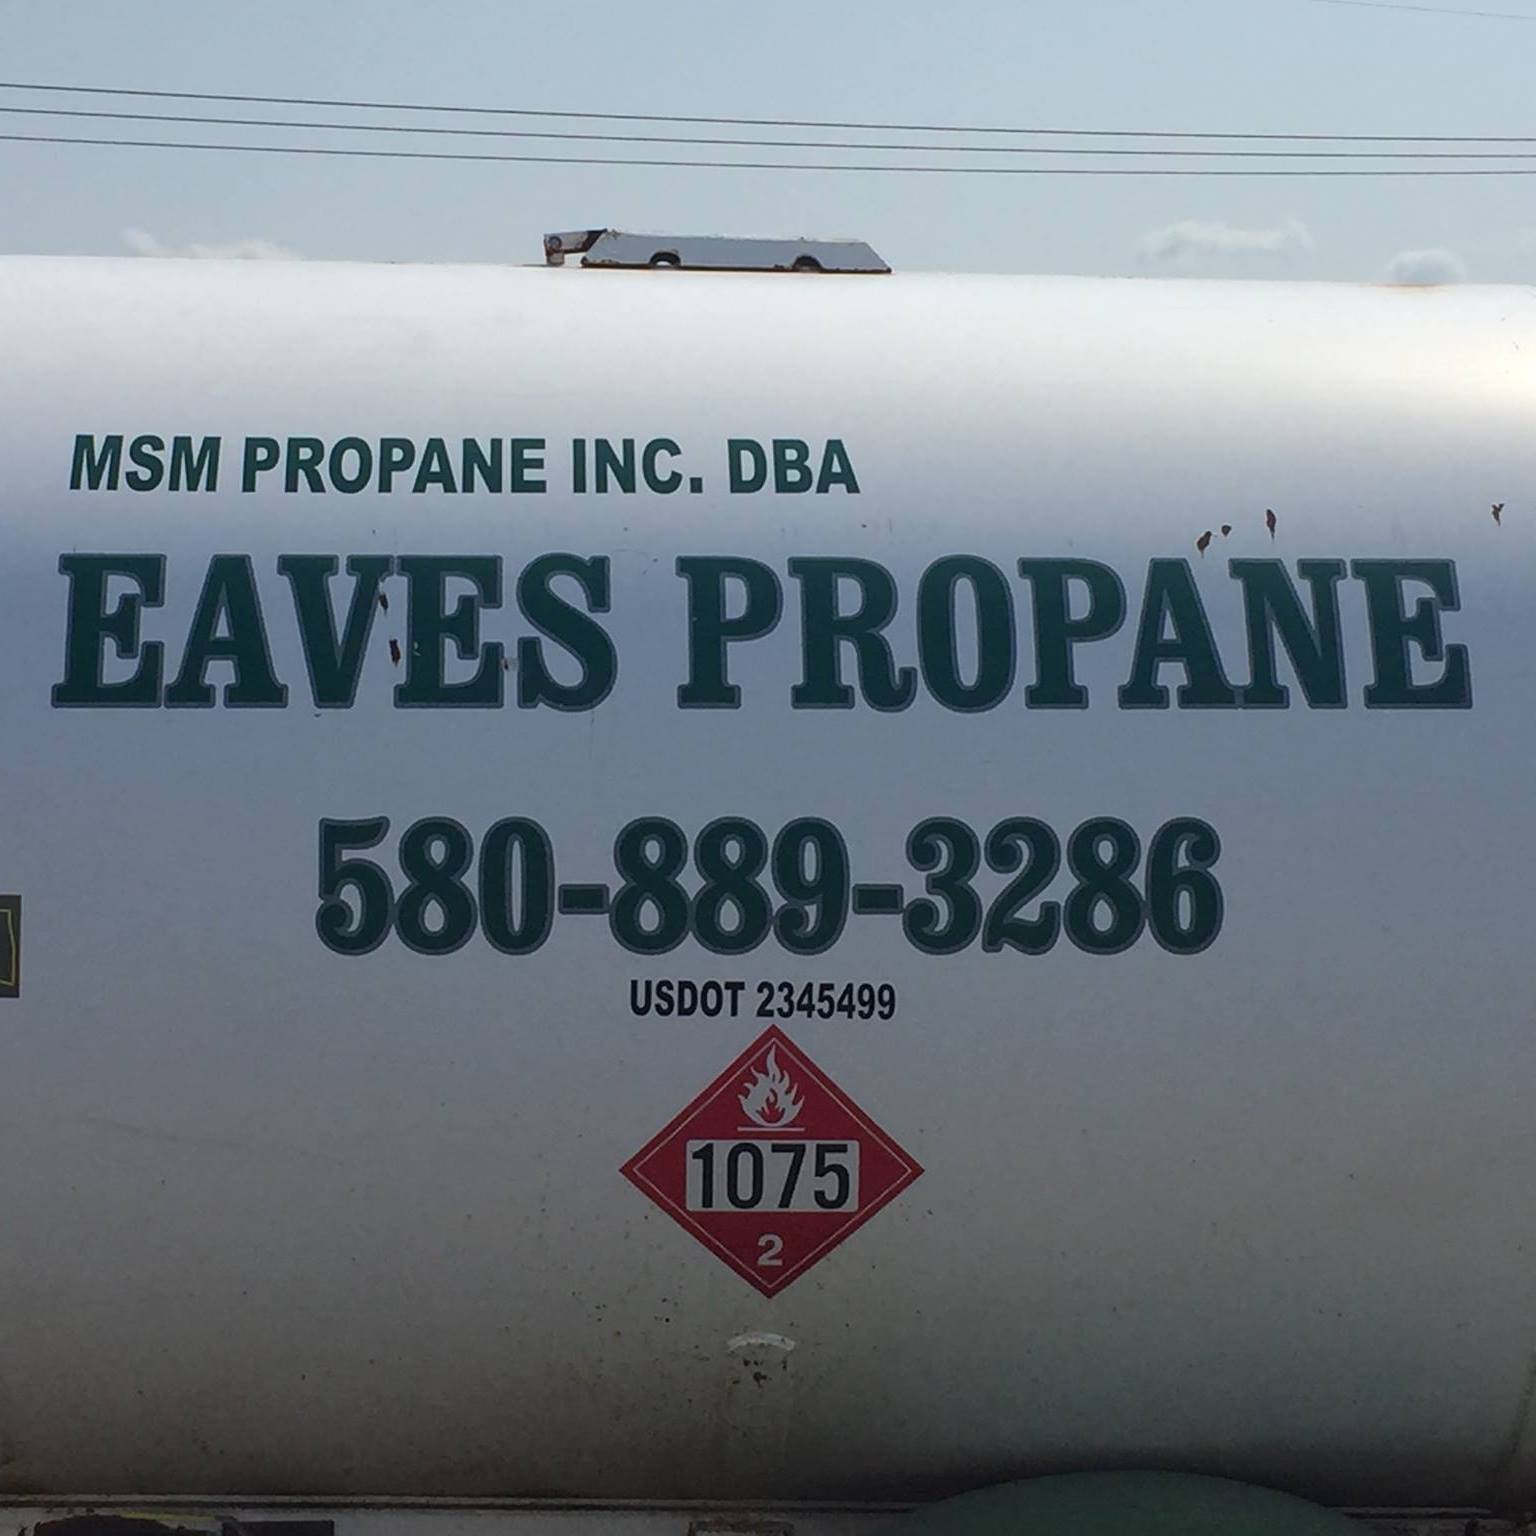 MSM PROPANE INC. DBA
EAVES PROPANE
580-889-3286
USDOT 2345499
1075
2